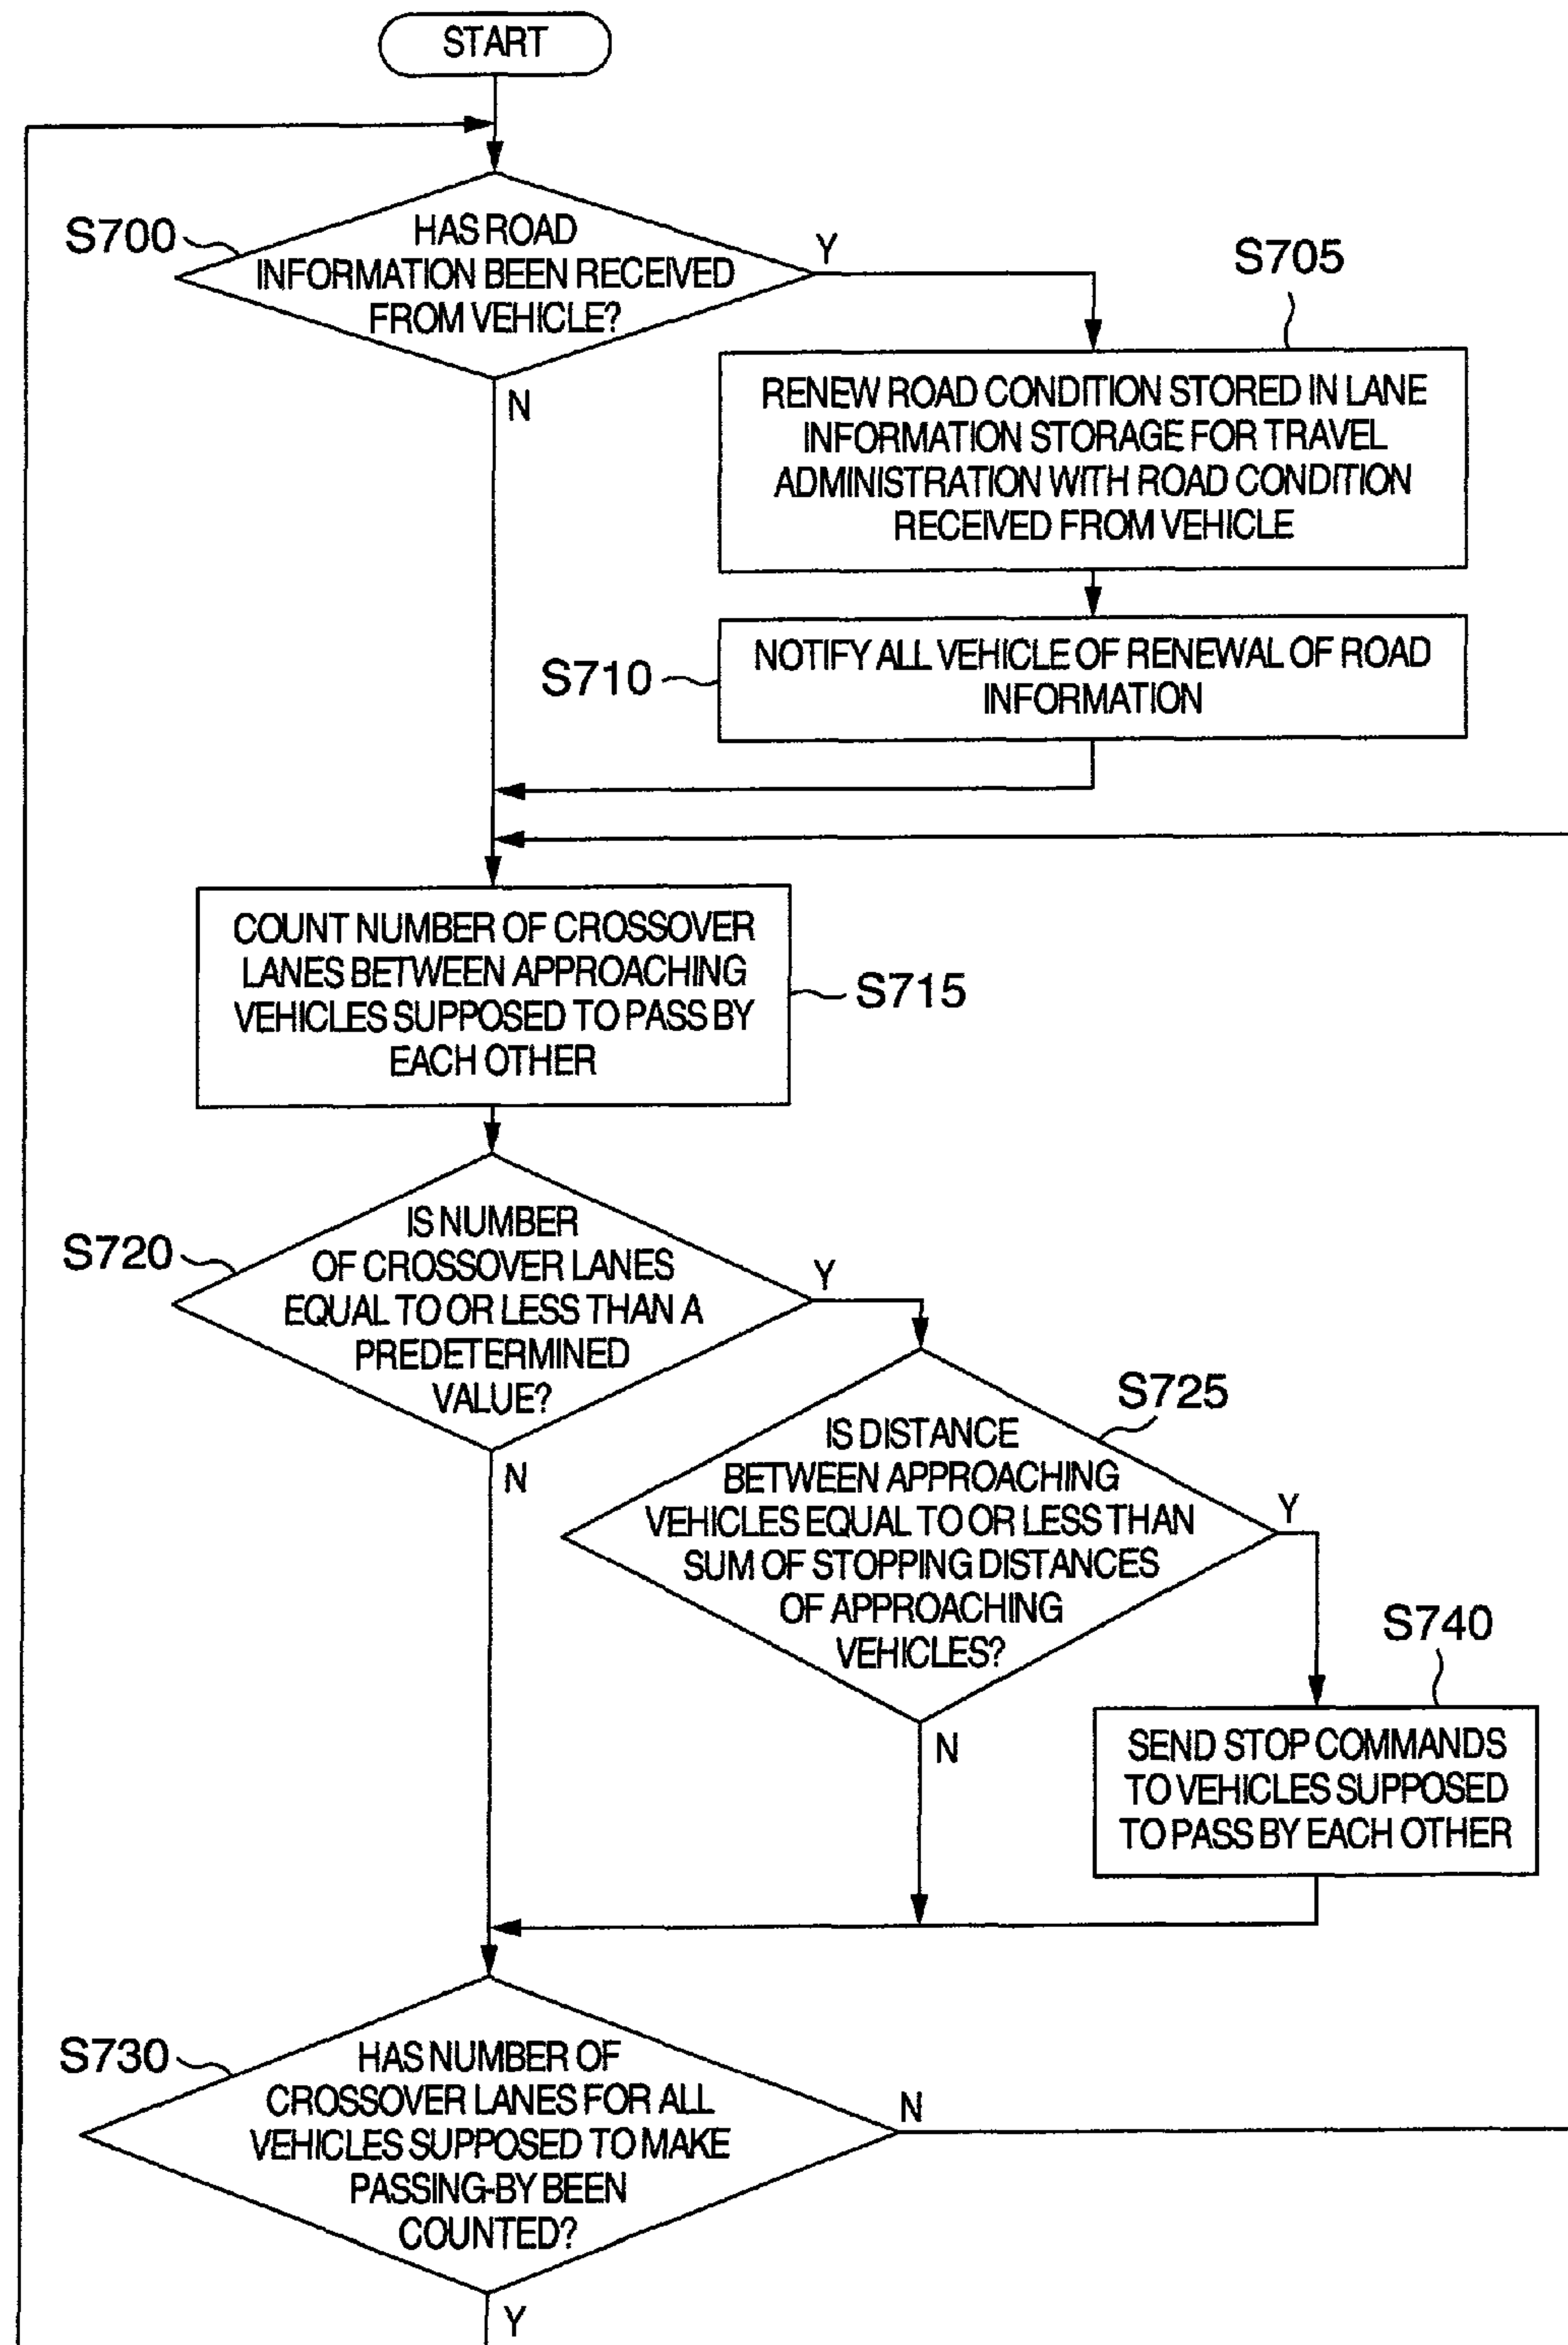 START
S700
HAS ROAD
INFORMATION BEEN RECEIVED
FROM VEHICLE?
Y
N
S705
RENEW ROAD CONDITION STORED IN LANE
INFORMATION STORAGE FOR TRAVEL
ADMINISTRATION WITH ROAD CONDITION
RECEIVED FROM VEHICLE
S710
NOTIFY ALL VEHICLE OF RENEWAL OF ROAD
INFORMATION
COUNT NUMBER OF CROSSOVER
LANES BETWEEN APPROACHING
VEHICLES SUPPOSED TO PASS BY
EACH OTHER
S715
S720
IS NUMBER
OF CROSSOVER LANES
EQUAL TO OR LESS THAN A
PREDETERMINED
VALUE?
Y
N
S725
IS DISTANCE
BETWEEN APPROACHING
VEHICLES EQUAL TO OR LESS THAN
SUM OF STOPPING DISTANCES
OF APPROACHING
VEHICLES?
Y
N
S740
SEND STOP COMMANDS
TO VEHICLES SUPPOSED
TO PASS BY EACH OTHER
S730
HAS NUMBER OF
CROSSOVER LANES FOR ALL
VEHICLES SUPPOSED TO MAKE
PASSING-BY BEEN
COUNTED?
N
Y